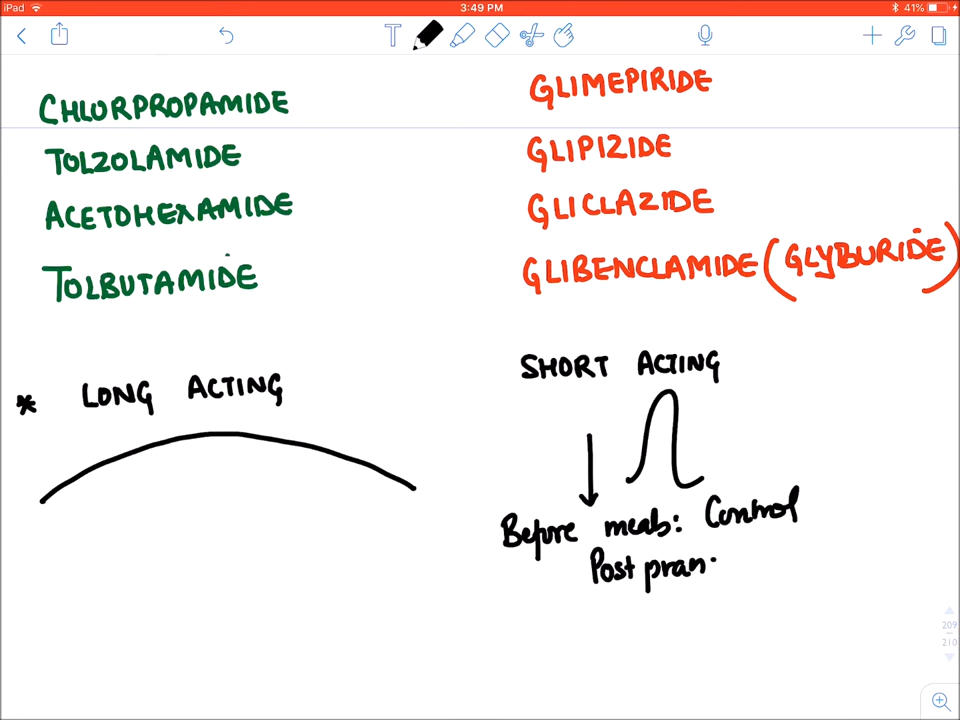 iPad 3:49 PM 41%
T
CHLORPROPAMIDE
TOLZOLAMIDE
ACETOHEXAMIDE
TOLBUTAMIDE
GLIMEPIRIDE
GLIPIZIDE
GLICLAZIDE
GLIBENCLAMIDE (GLYBURIDE)
* LONG ACTING
SHORT ACTING
Before meals: Control
Post pran.
209
210